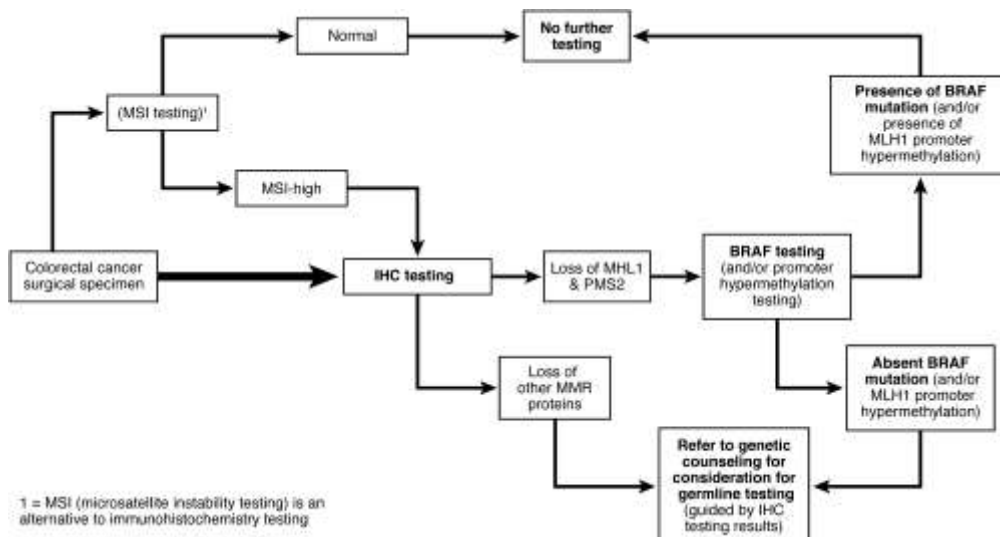 Normal
No further
testing
(MSI testing)¹
Presence of BRAF
mutation (and/or
presence of
MLH1 promoter
hypermethylation)
MSI-high
Colorectal cancer
surgical specimen
IHC testing
Loss of MHL1
& PMS2
BRAF testing
(and/or promoter
hypermethylation
testing)
Loss of
other MMR
proteins
Absent BRAF
mutation (and/or
MLH1 promoter
hypermethylation)
Refer to genetic
counseling for
consideration for
germline testing
(guided by IHC
testing results)
1 = MSI (microsatellite instability testing) is an
alternative to immunohistochemistry testing